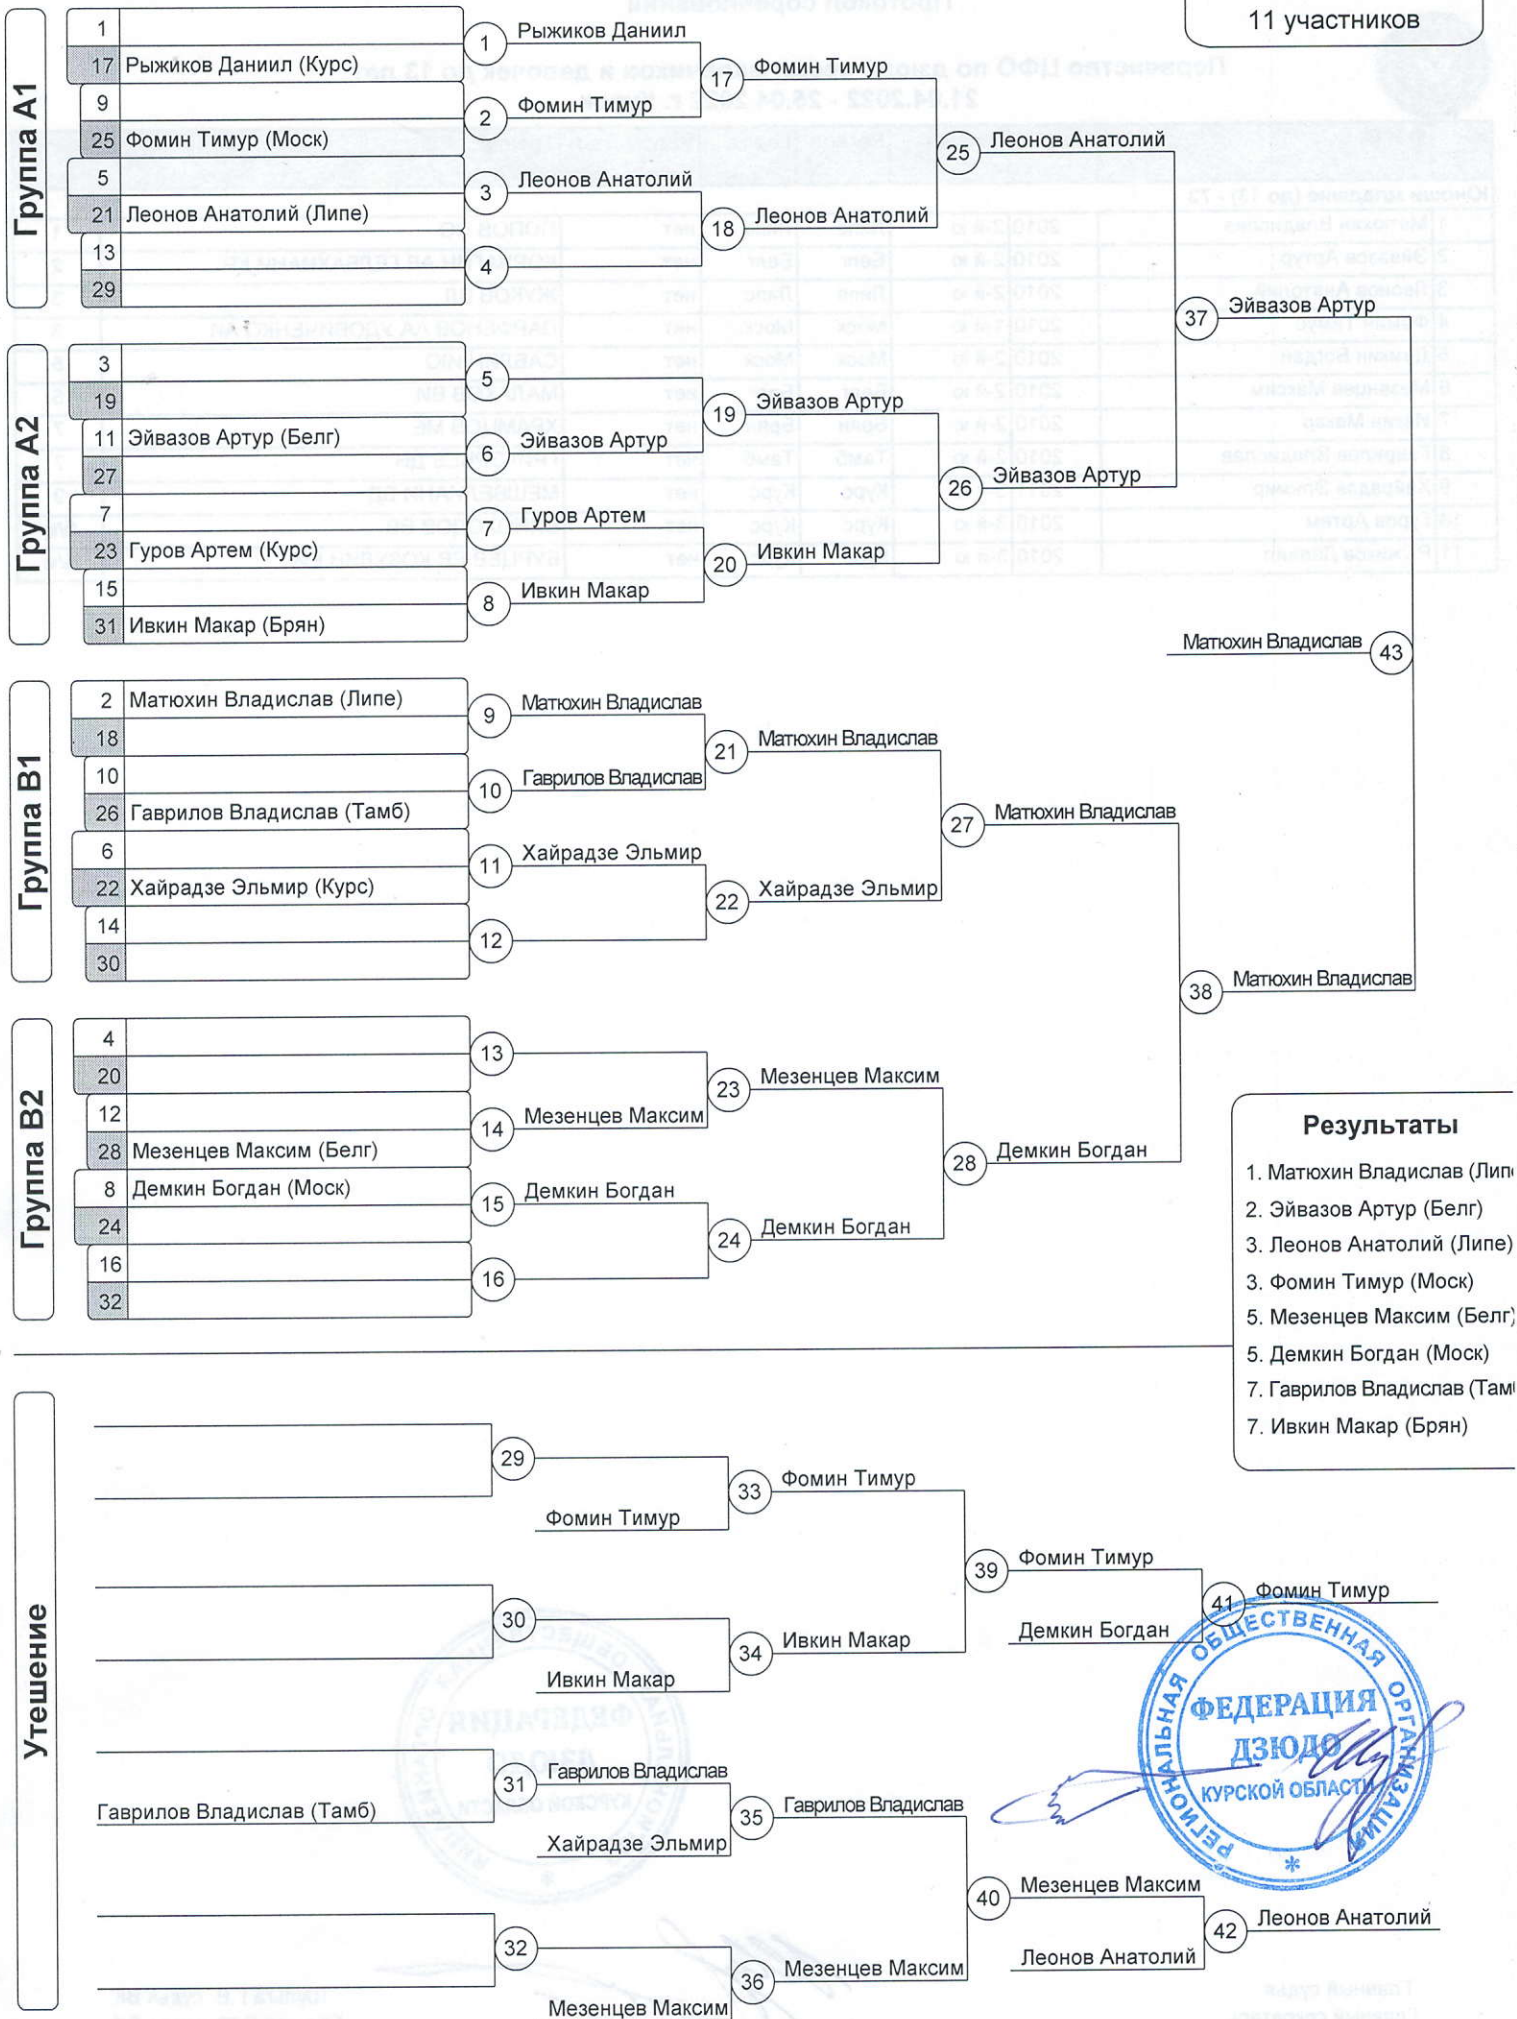 11 участников
Группа A1
1
17 Рыжиков Даниил (Курс)
9
25 Фомин Тимур (Моск)
5
21 Леонов Анатолий (Липе)
13
29
1 Рыжиков Даниил
2 Фомин Тимур
3 Леонов Анатолий
4
17 Фомин Тимур
18 Леонов Анатолий
25 Леонов Анатолий
Группа A2
3
19
11 Эйвазов Артур (Белг)
27
7
23 Гуров Артем (Курс)
15
31 Ивкин Макар (Брян)
5
6 Эйвазов Артур
7 Гуров Артем
8 Ивкин Макар
19 Эйвазов Артур
20 Ивкин Макар
26 Эйвазов Артур
37 Эйвазов Артур
Матюхин Владислав 43
Группа B1
2 Матюхин Владислав (Липе)
18
10
26 Гаврилов Владислав (Тамб)
6
22 Хайрадзе Эльмир (Курс)
14
30
9 Матюхин Владислав
10 Гаврилов Владислав
11 Хайрадзе Эльмир
12
21 Матюхин Владислав
22 Хайрадзе Эльмир
27 Матюхин Владислав
38 Матюхин Владислав
Группа B2
4
20
12
28 Мезенцев Максим (Белг)
8 Демкин Богдан (Моск)
24
16
32
13
14 Мезенцев Максим
15 Демкин Богдан
16
23 Мезенцев Максим
24 Демкин Богдан
28 Демкин Богдан
Результаты
1. Матюхин Владислав (Липе
2. Эйвазов Артур (Белг)
3. Леонов Анатолий (Липе)
3. Фомин Тимур (Моск)
5. Мезенцев Максим (Белг)
5. Демкин Богдан (Моск)
7. Гаврилов Владислав (Тамб
7. Ивкин Макар (Брян)
Утешение
29
Фомин Тимур
33 Фомин Тимур
30
Ивкин Макар
34 Ивкин Макар
39 Фомин Тимур
Демкин Богдан
41 Фомин Тимур
Гаврилов Владислав (Тамб)
31 Гаврилов Владислав
Хайрадзе Эльмир
35 Гаврилов Владислав
32
Мезенцев Максим
36 Мезенцев Максим
40 Мезенцев Максим
Леонов Анатолий
42 Леонов Анатолий
РЕГИОНАЛЬНАЯ ОБЩЕСТВЕННАЯ ОРГАНИЗАЦИЯ
ФЕДЕРАЦИЯ
ДЗЮДО
КУРСКОЙ ОБЛАСТИ